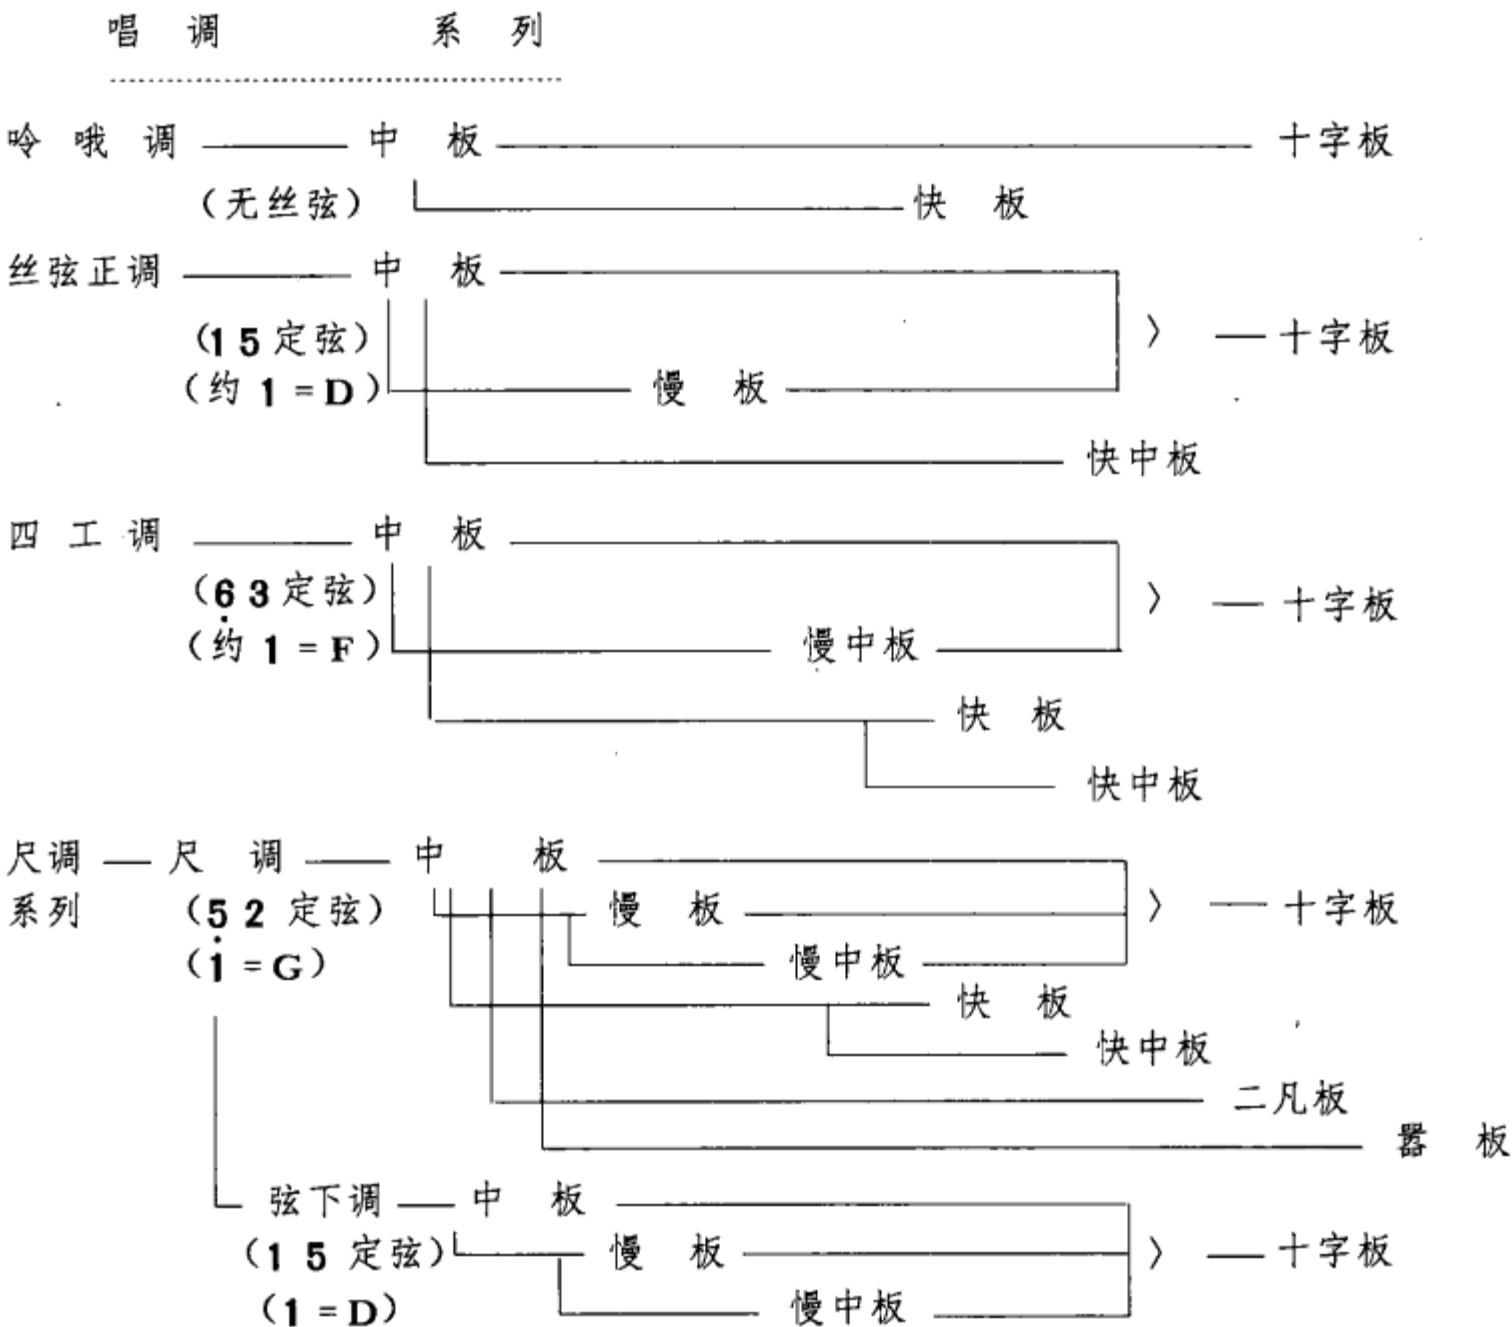 唱调 系列
呤哦调 中板 十字板
(无丝弦) 快板
丝弦正调 中板
(15定弦) 〉 十字板
(约1=D) 慢板
快中板
四工调 中板
(6̣3定弦) 〉 十字板
(约1=F) 慢中板
快板
快中板
尺调 尺调 中板
系列 (5̣2定弦) 慢板 〉 十字板
(1=G) 慢中板
快板
快中板
二凡板
嚣板
弦下调 中板
(15定弦) 慢板 〉 十字板
(1=D) 慢中板